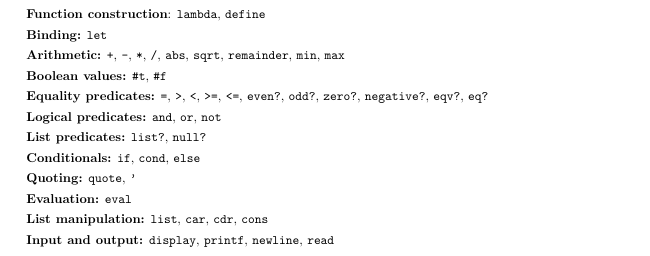 Function construction: lambda, define
Binding: let
Arithmetic: +, -, *, /, abs, sqrt, remainder, min, max
Boolean values: #t, #f
Equality predicates: =, >, <, >=, <=, even?, odd?, zero?, negative?, eqv?, eq?
Logical predicates: and, or, not
List predicates: list?, null?
Conditionals: if, cond, else
Quoting: quote, ’
Evaluation: eval
List manipulation: list, car, cdr, cons
Input and output: display, printf, newline, read